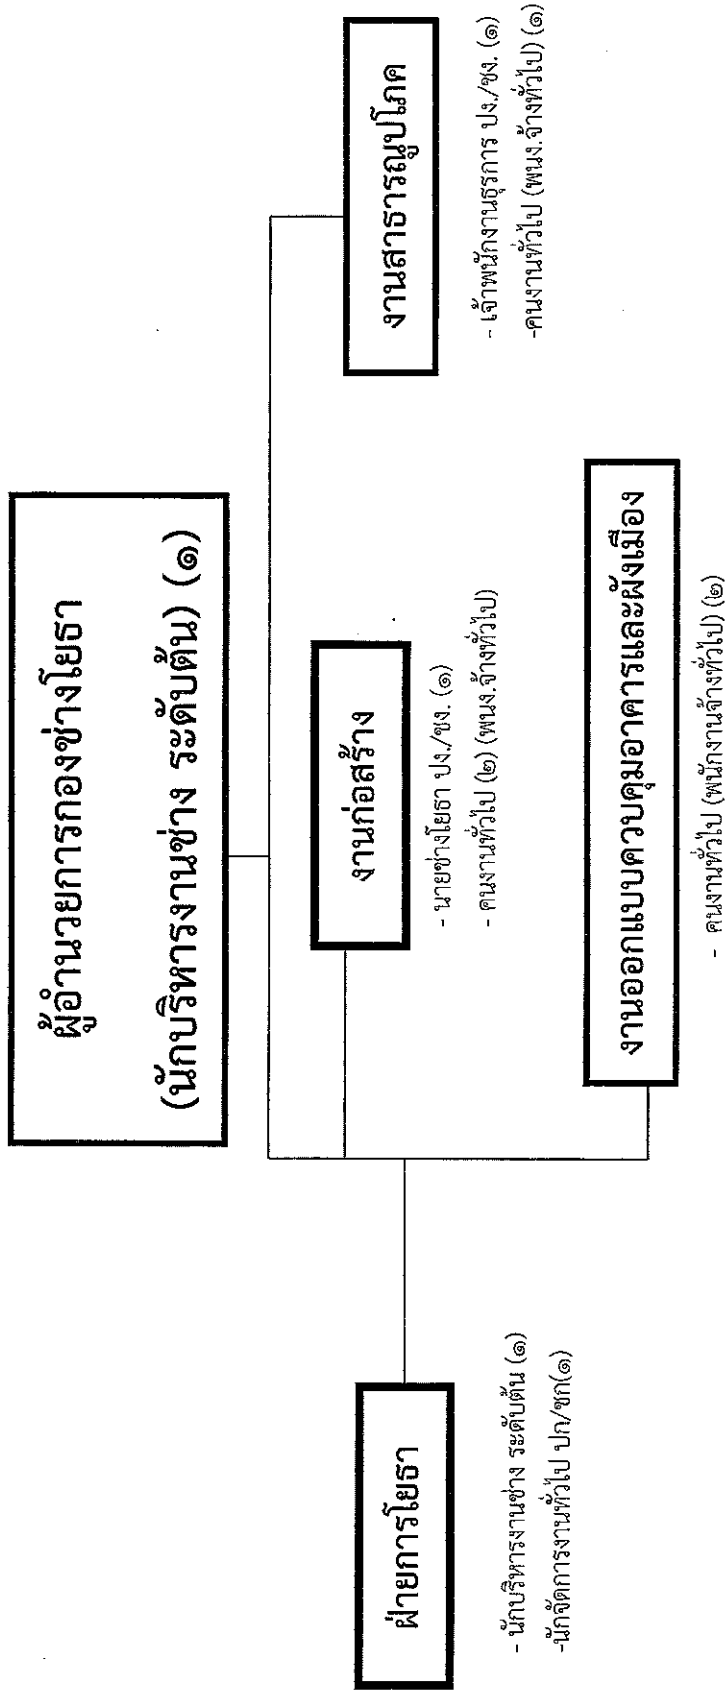 ผู้อำนวยการกองช่างโยธา
(นักบริหารงานช่าง ระดับต้น) (๑)
ฝ่ายการโยธา
- นักบริหารงานช่าง ระดับต้น (๑)
-นักจัดการงานทั่วไป ปก/ชก(๑)
งานก่อสร้าง
- นายช่างโยธา ปง./ชง. (๑)
- คนงานทั่วไป (๒) (พนง.จ้างทั่วไป)
งานออกแบบควบคุมอาคารและผังเมือง
- คนงานทั่วไป (พนักงานจ้างทั่วไป) (๒)
งานสาธารณูปโภค
- เจ้าพนักงานธุรการ ปง./ชง. (๑)
-คนงานทั่วไป (พนง.จ้างทั่วไป) (๑)